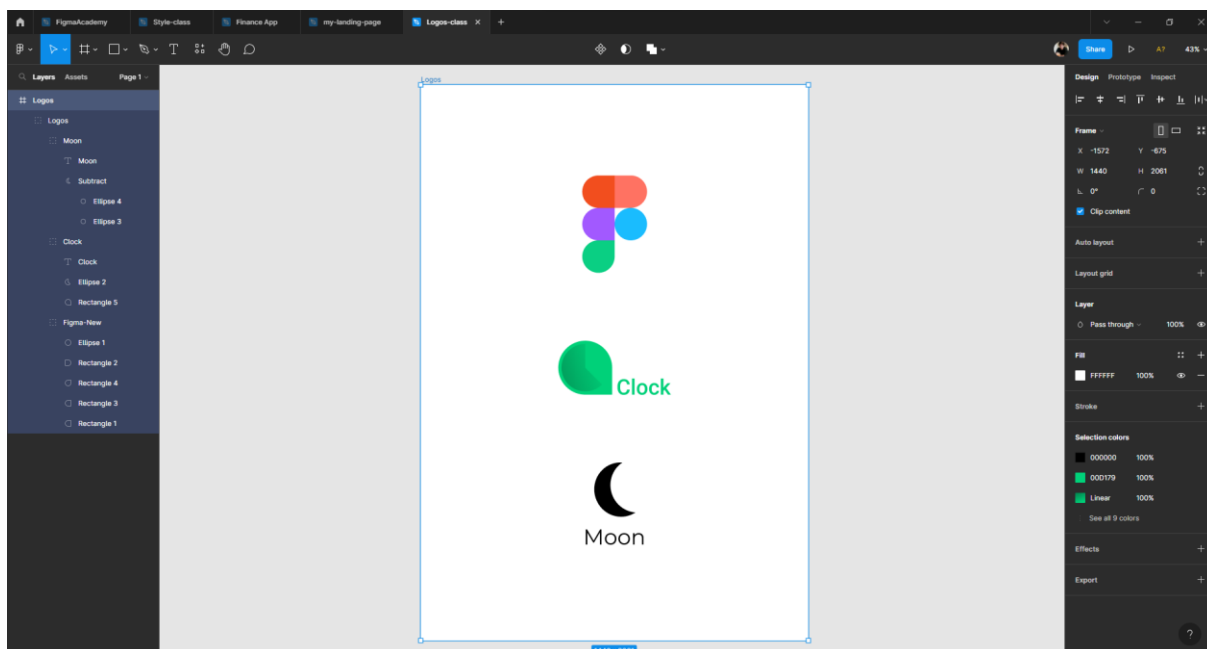 FigmaAcademy Style-class Finance App my-landing-page Logos-class × +
Share A? 43%
Layers Assets Page 1
Logos
Logos
Moon
Moon
Subtract
Ellipse 4
Ellipse 3
Clock
Clock
Ellipse 2
Rectangle 5
Figma-New
Ellipse 1
Rectangle 2
Rectangle 4
Rectangle 3
Rectangle 1
Logos
Clock
Moon
Design Prototype Inspect
Frame
X -1572 Y -675
W 1440 H 2061
0° 0
Clip content
Auto layout
Layout grid
Layer
Pass through 100%
Fill
FFFFFF 100%
Stroke
Selection colors
000000 100%
00D179 100%
Linear 100%
See all 9 colors
Effects
Export
?